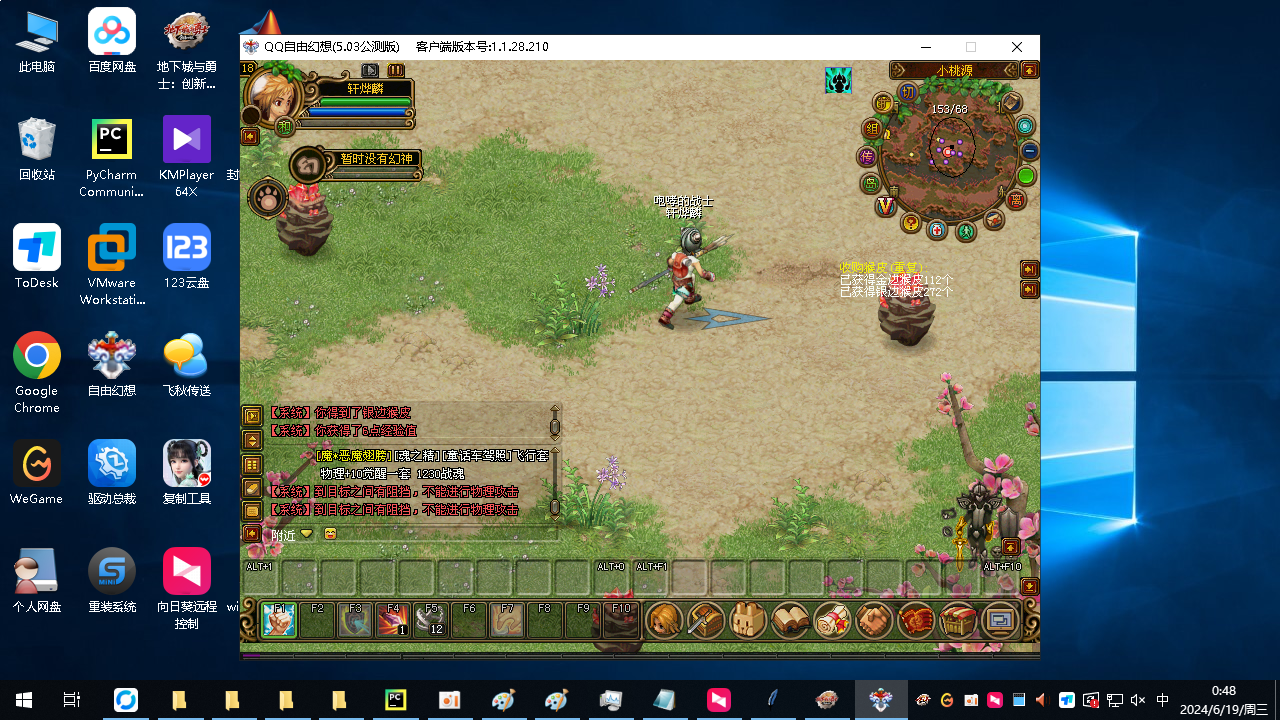 此电脑
百度网盘
地下城与勇士：创新...
回收站
PyCharm Communi...
KMPlayer 64X
封
ToDesk
VMware Workstati...
123云盘
Google Chrome
自由幻想
飞秋传送
WeGame
驱动总裁
复制工具
个人网盘
重装系统
向日葵远程控制
wi
QQ自由幻想(5.03公测版) 客户端版本号:1.1.28.210
18
轩烨麟
和
幻
暂时没有幻神
小桃源
153/68
切
组
传
南
咆哮的战士
轩烨麟
收购猴皮(重复)
已获得金边猴皮112个
已获得银边猴皮272个
【系统】你得到了银边猴皮
【系统】你获得了6点经验值
[魔*恶魔翅膀][魂之精][童话车驾照]飞行套
物理+10觉醒一套 1230战魂
【系统】到目标之间有阻挡，不能进行物理攻击
【系统】到目标之间有阻挡，不能进行物理攻击
附近
ALT+1
ALT+0
ALT+F1
ALT+F10
F1
F2
F3
F4
1
F5
12
F6
F7
F8
F9
F10
中
0:48
2024/6/19/周三